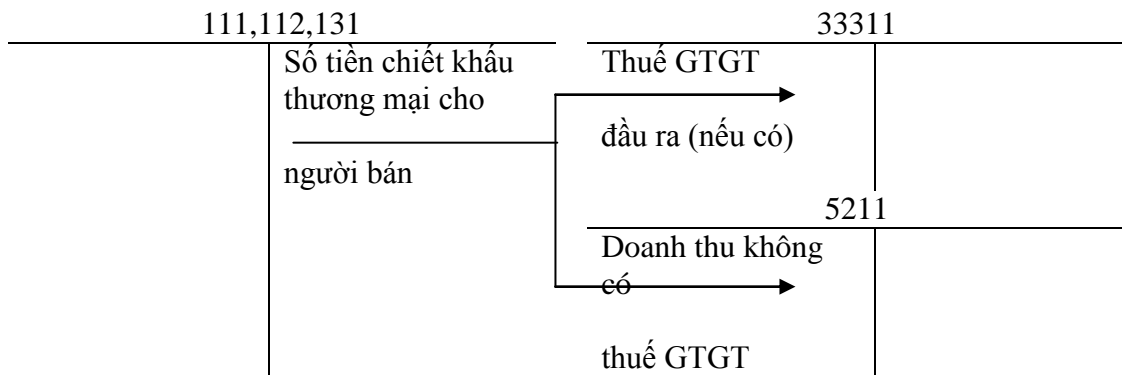 111,112,131
Số tiền chiết khấu
thương mại cho
người bán
33311
Thuế GTGT
đầu ra (nếu có)
5211
Doanh thu không
có
thuế GTGT